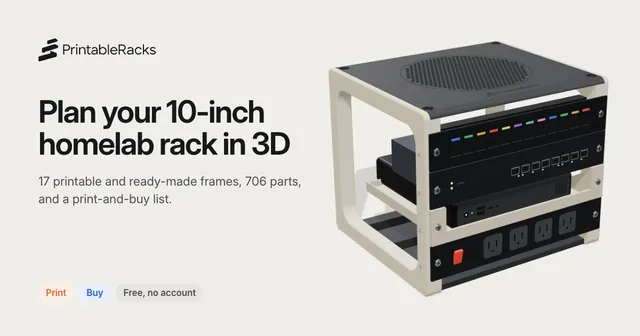 PrintableRacks
Plan your 10-inch
homelab rack in 3D
17 printable and ready-made frames, 706 parts,
and a print-and-buy list.
Print
Buy
Free, no account